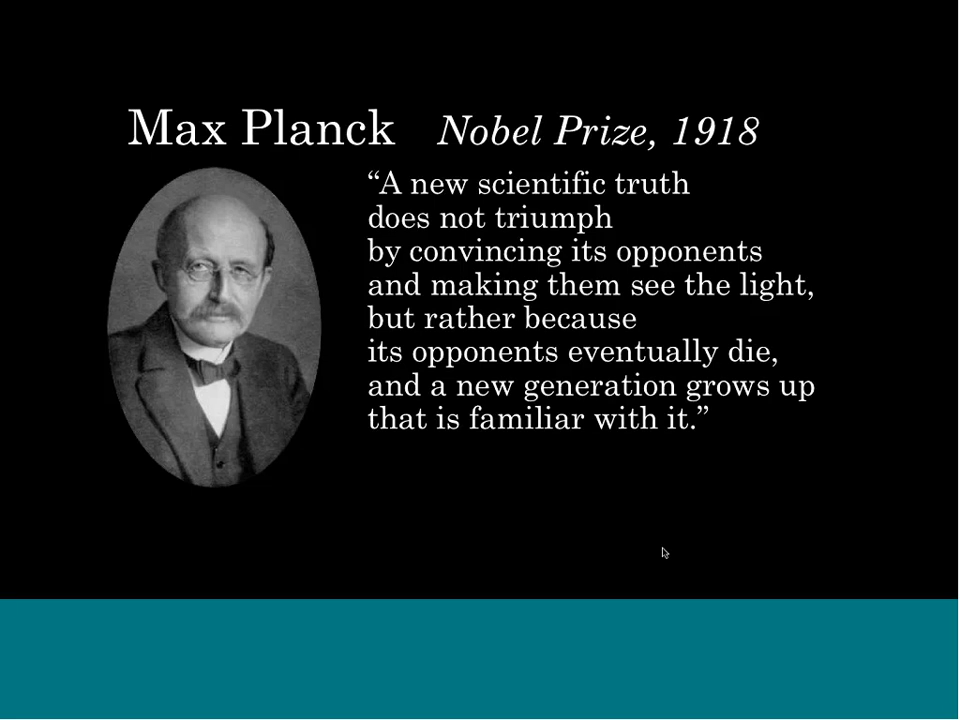 Max Planck Nobel Prize, 1918
“A new scientific truth
does not triumph
by convincing its opponents
and making them see the light,
but rather because
its opponents eventually die,
and a new generation grows up
that is familiar with it.”